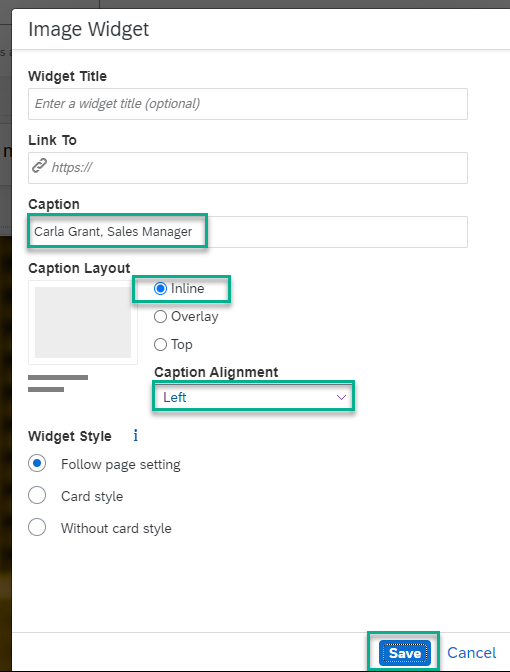 Image Widget
Widget Title
Enter a widget title (optional)
Link To
https://
Caption
Carla Grant, Sales Manager
Caption Layout
Inline
Overlay
Top
Caption Alignment
Left
Widget Style i
Follow page setting
Card style
Without card style
Save Cancel